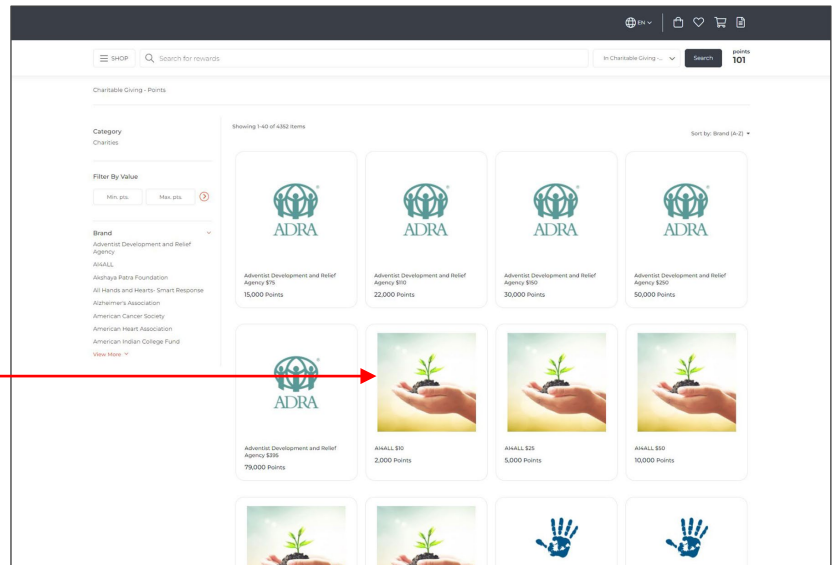 EN
SHOP
Search for rewards
In Charitable Giving -...
Search
points
101
Charitable Giving - Points
Category
Charities
Filter By Value
Min. pts.
Max. pts.
Brand
Adventist Development and Relief
Agency
AI4ALL
Akshaya Patra Foundation
All Hands and Hearts- Smart Response
Alzheimer's Association
American Cancer Society
American Heart Association
American Indian College Fund
View More
Showing 1-40 of 4352 items
Sort by: Brand (A-Z)
ADRA
Adventist Development and Relief
Agency $75
15,000 Points
ADRA
Adventist Development and Relief
Agency $110
22,000 Points
ADRA
Adventist Development and Relief
Agency $150
30,000 Points
ADRA
Adventist Development and Relief
Agency $250
50,000 Points
ADRA
Adventist Development and Relief
Agency $395
79,000 Points
AI4ALL $10
2,000 Points
AI4ALL $25
5,000 Points
AI4ALL $50
10,000 Points